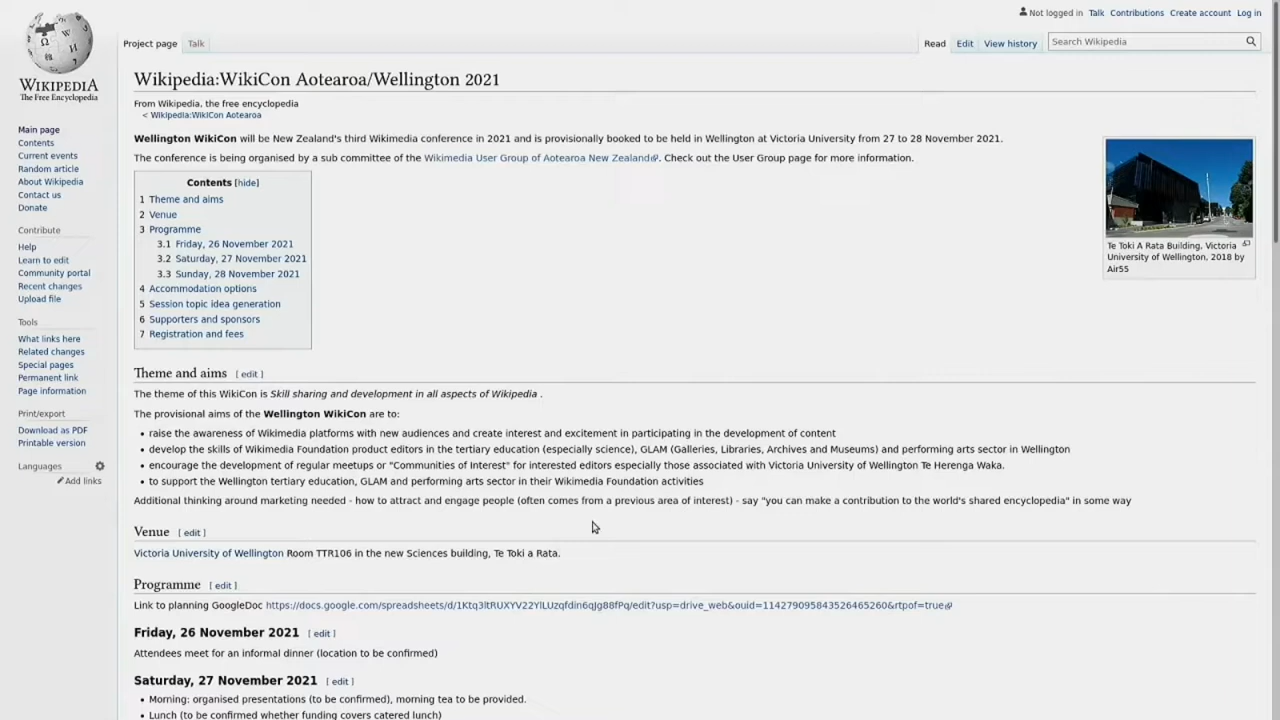 Not logged in Talk Contributions Create account Log in
Project page Talk Read Edit View history Search Wikipedia
WIKIPEDIA
The Free Encyclopedia
Main page
Contents
Current events
Random article
About Wikipedia
Contact us
Donate
Contribute
Help
Learn to edit
Community portal
Recent changes
Upload file
Tools
What links here
Related changes
Special pages
Permanent link
Page information
Print/export
Download as PDF
Printable version
Languages
Add links
Wikipedia:WikiCon Aotearoa/Wellington 2021
From Wikipedia, the free encyclopedia
< Wikipedia:WikiCon Aotearoa
Wellington WikiCon will be New Zealand's third Wikimedia conference in 2021 and is provisionally booked to be held in Wellington at Victoria University from 27 to 28 November 2021.
The conference is being organised by a sub committee of the Wikimedia User Group of Aotearoa New Zealand. Check out the User Group page for more information.
Te Toki A Rata Building, Victoria
University of Wellington, 2018 by
Air55
Contents [hide]
1 Theme and aims
2 Venue
3 Programme
3.1 Friday, 26 November 2021
3.2 Saturday, 27 November 2021
3.3 Sunday, 28 November 2021
4 Accommodation options
5 Session topic idea generation
6 Supporters and sponsors
7 Registration and fees
Theme and aims [ edit ]
The theme of this WikiCon is Skill sharing and development in all aspects of Wikipedia .
The provisional aims of the Wellington WikiCon are to:
• raise the awareness of Wikimedia platforms with new audiences and create interest and excitement in participating in the development of content
• develop the skills of Wikimedia Foundation product editors in the tertiary education (especially science), GLAM (Galleries, Libraries, Archives and Museums) and performing arts sector in Wellington
• encourage the development of regular meetups or "Communities of Interest" for interested editors especially those associated with Victoria University of Wellington Te Herenga Waka.
• to support the Wellington tertiary education, GLAM and performing arts sector in their Wikimedia Foundation activities
Additional thinking around marketing needed - how to attract and engage people (often comes from a previous area of interest) - say "you can make a contribution to the world's shared encyclopedia" in some way
Venue [ edit ]
Victoria University of Wellington Room TTR106 in the new Sciences building, Te Toki a Rata.
Programme [ edit ]
Link to planning GoogleDoc https://docs.google.com/spreadsheets/d/1Ktq3ltRUXYV22YlLUzqfdin6qJg88fPq/edit?usp=drive_web&ouid=114279095843526465260&rtpof=true
Friday, 26 November 2021 [ edit ]
Attendees meet for an informal dinner (location to be confirmed)
Saturday, 27 November 2021 [ edit ]
• Morning: organised presentations (to be confirmed), morning tea to be provided.
• Lunch (to be confirmed whether funding covers catered lunch)